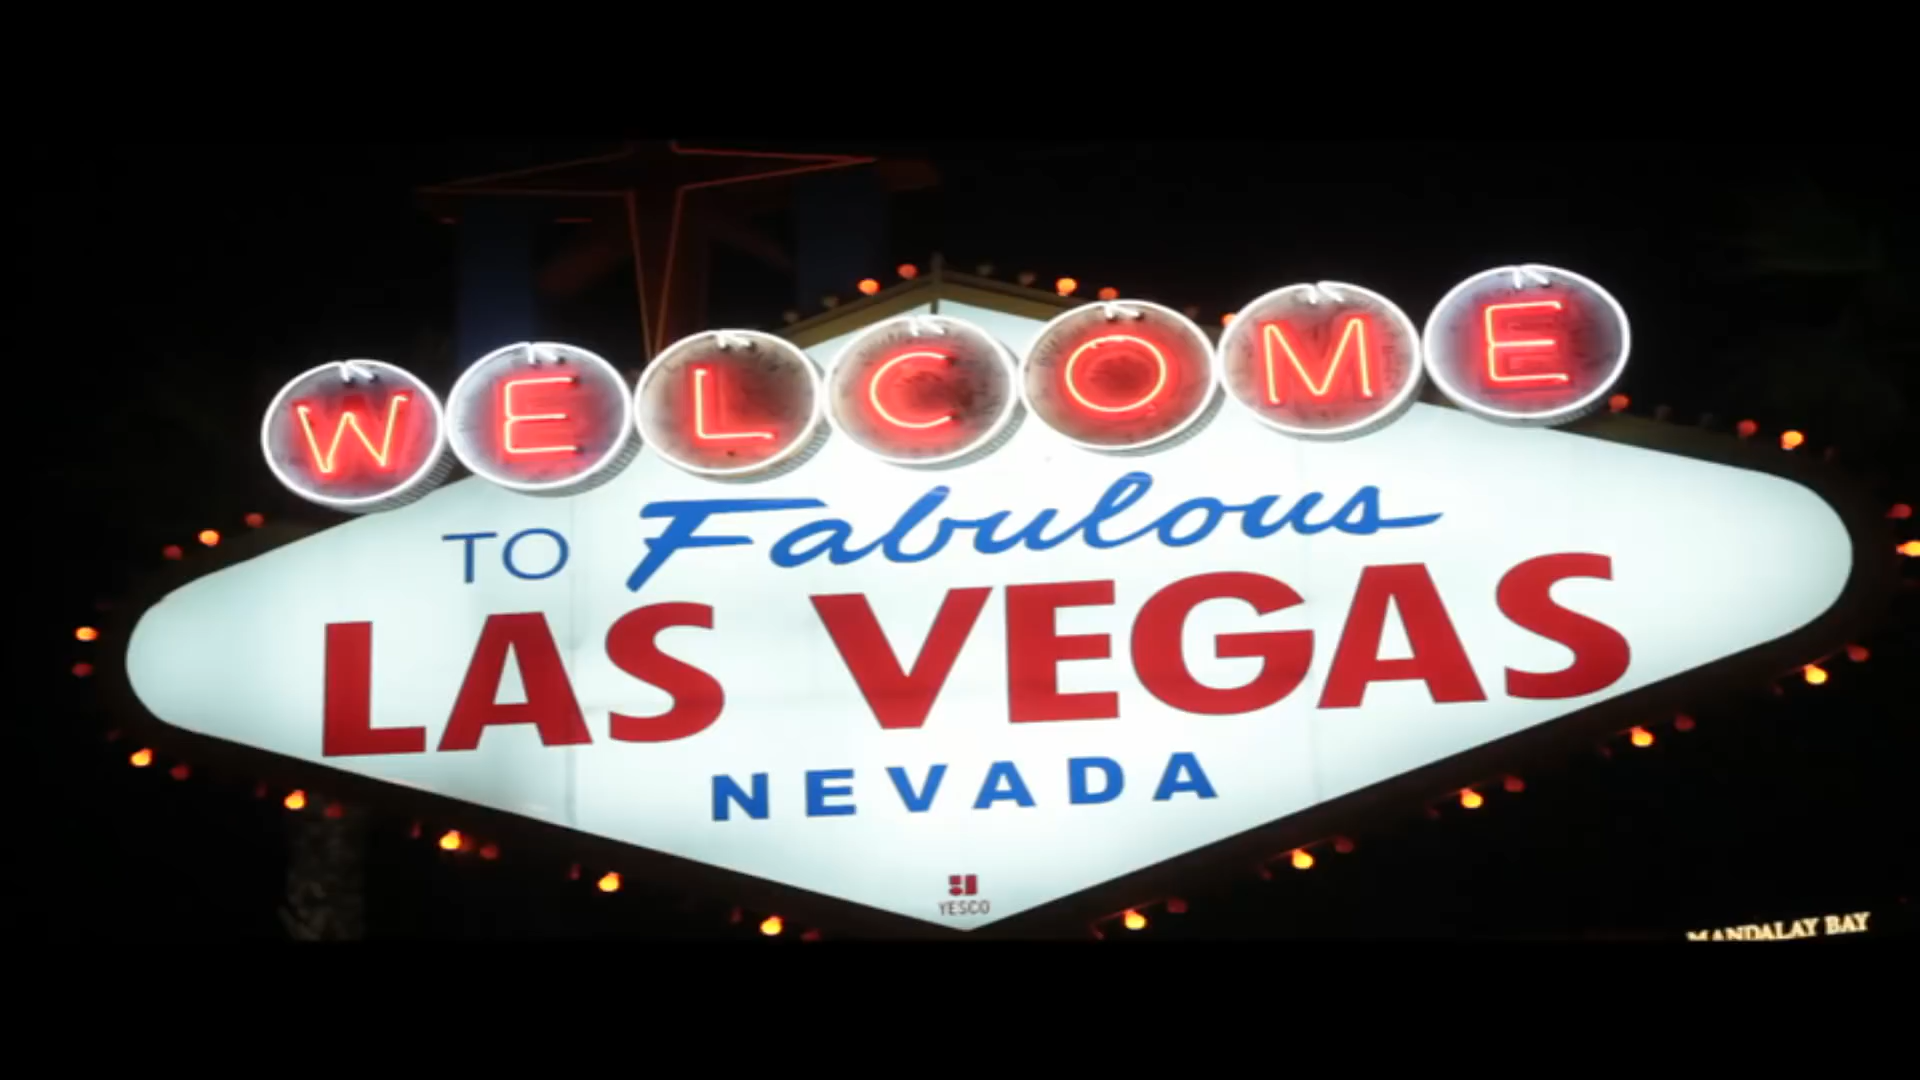 WELCOME
TO Fabulous
LAS VEGAS
NEVADA
YESCO
MANDALAY BAY